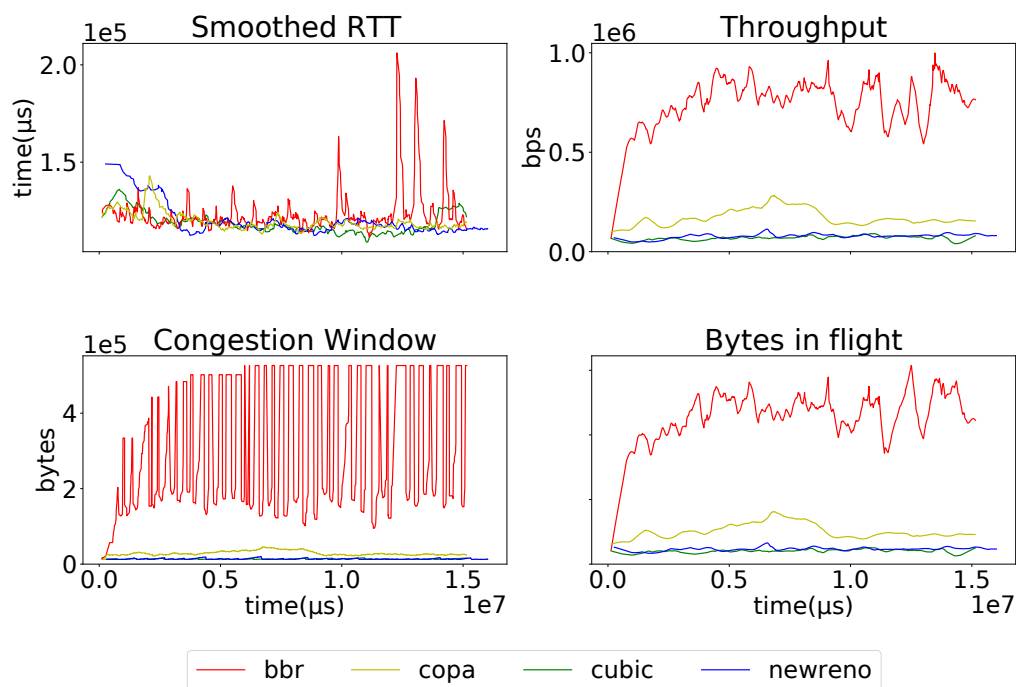 Smoothed RTT
1e5
time(µs)
2.0
1.5
Throughput
1e6
bps
1.0
0.5
0.0
Congestion Window
1e5
bytes
4
2
0
0.0 0.5 1.0 1.5
time(µs)
1e7
Bytes in flight
0.0 0.5 1.0 1.5
time(µs)
1e7
bbr copa cubic newreno